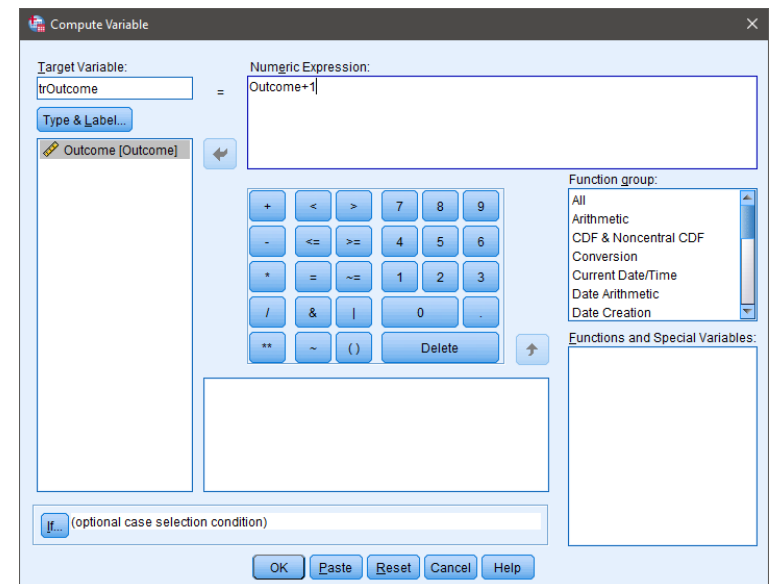 Compute Variable
Target Variable:
Numeric Expression:
trOutcome
=
Outcome+1
Type & Label...
Outcome [Outcome]
+ < > 7 8 9
- <= >= 4 5 6
* = ~= 1 2 3
/ & | 0 .
** ~ ( ) Delete
Function group:
All
Arithmetic
CDF & Noncentral CDF
Conversion
Current Date/Time
Date Arithmetic
Date Creation
Functions and Special Variables:
If... (optional case selection condition)
OK Paste Reset Cancel Help